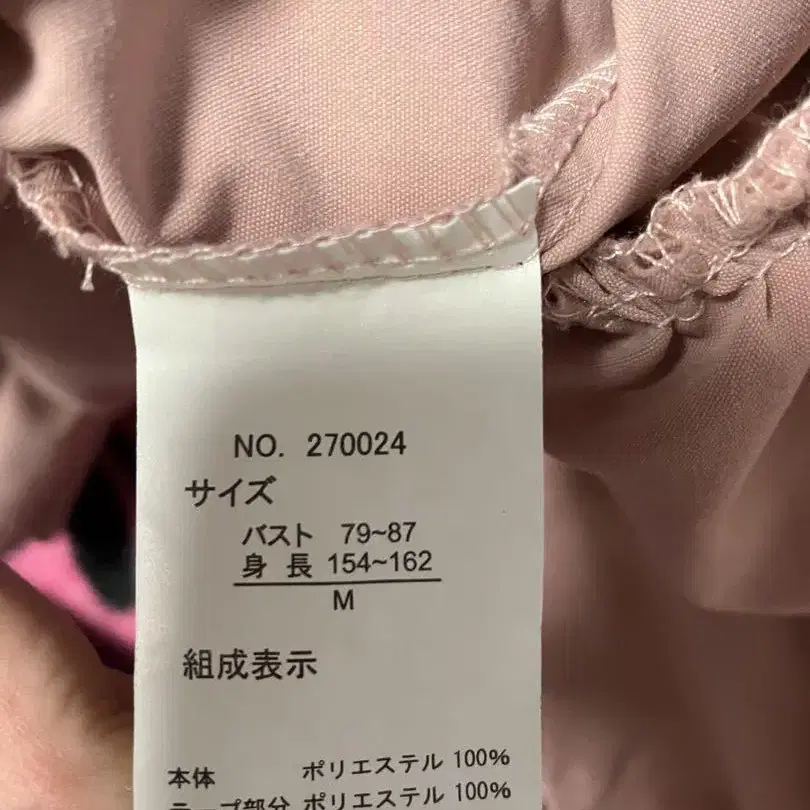 NO. 270024
サイズ
バスト 79~87
身 長 154~162
M
組成表示
本体 ポリエステル 100%
テープ部分 ポリエステル 100%